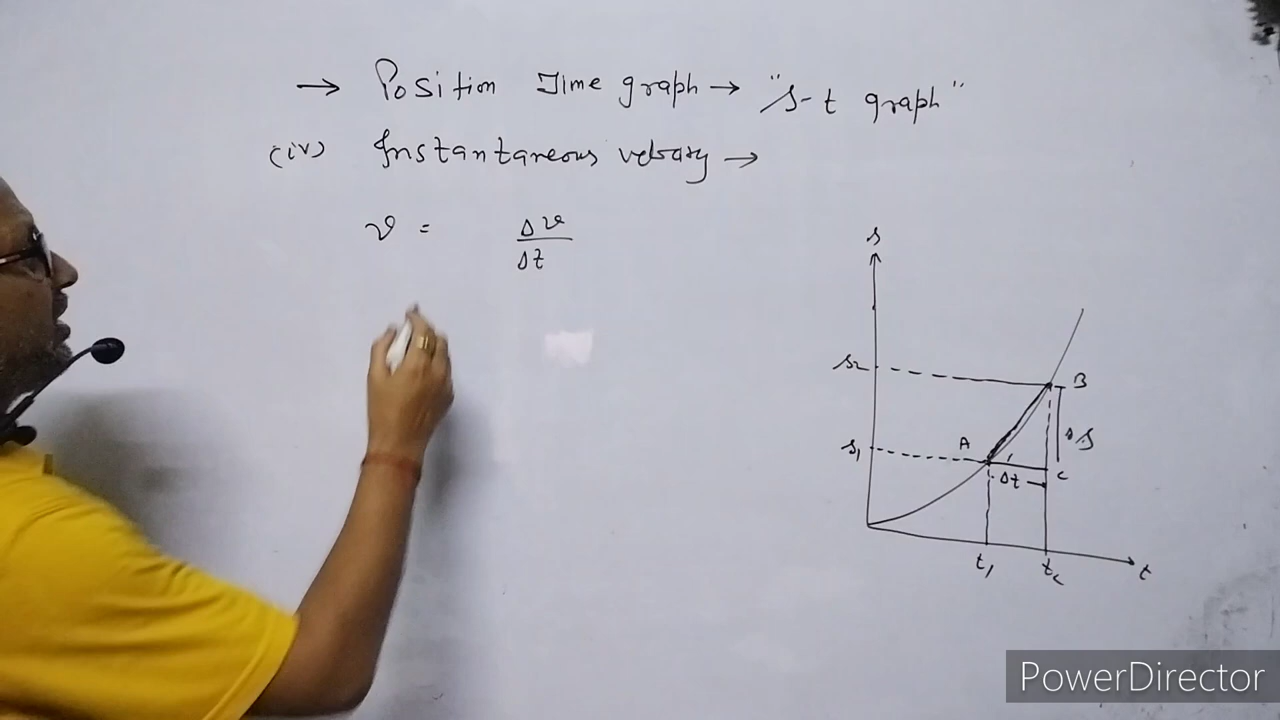 → Position Time graph → "s-t graph"
(iv) Instantaneous velocity →
v = Δv
Δt
s
s₂
B
A
Δs
s₁
Δt
C
t₁
t₂
t
PowerDirector